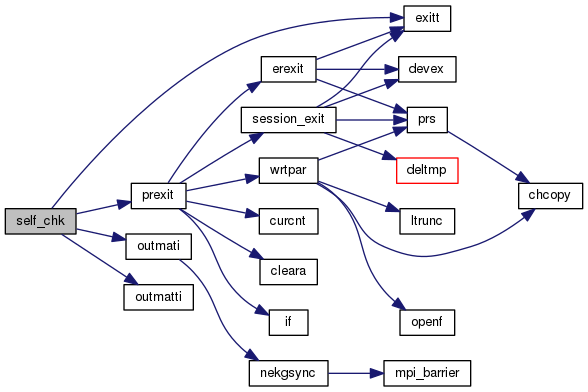 exitt
erexit
devex
session_exit
prs
wrtpar
deltmp
prexit
chcopy
self_chk
curcnt
ltrunc
outmati
cleara
outmatti
if
openf
nekgsync
mpi_barrier